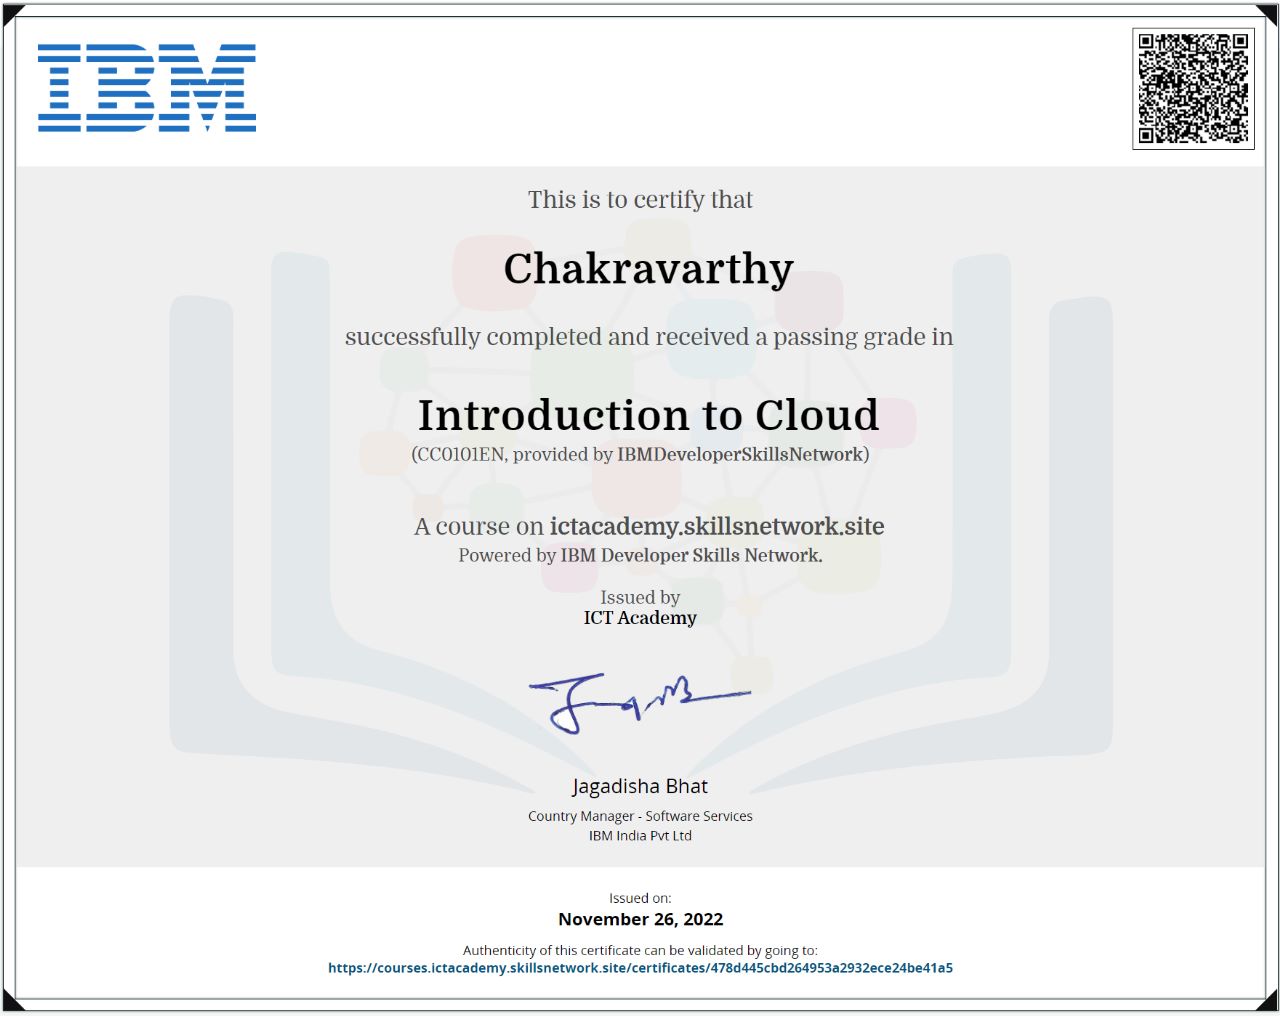 IBM
This is to certify that
Chakravarthy
successfully completed and received a passing grade in
Introduction to Cloud
(CC0101EN, provided by IBMDeveloperSkillsNetwork)
A course on ictacademy.skillsnetwork.site
Powered by IBM Developer Skills Network.
Issued by
ICT Academy
Jagadisha Bhat
Country Manager - Software Services
IBM India Pvt Ltd
Issued on:
November 26, 2022
Authenticity of this certificate can be validated by going to:
https://courses.ictacademy.skillsnetwork.site/certificates/478d445cbd264953a2932ece24be41a5